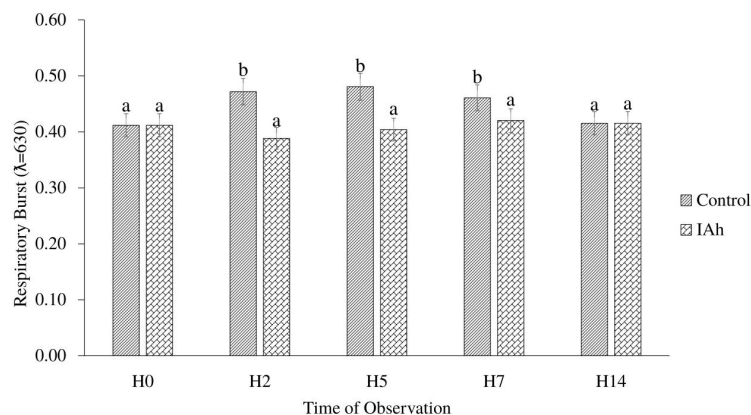 0.60
0.50
0.40
0.30
0.20
0.10
0.00
Respiratory Burst (ƛ=630)
a a
b a
b a
b a
a a
H0 H2 H5 H7 H14
Time of Observation
Control
IAh